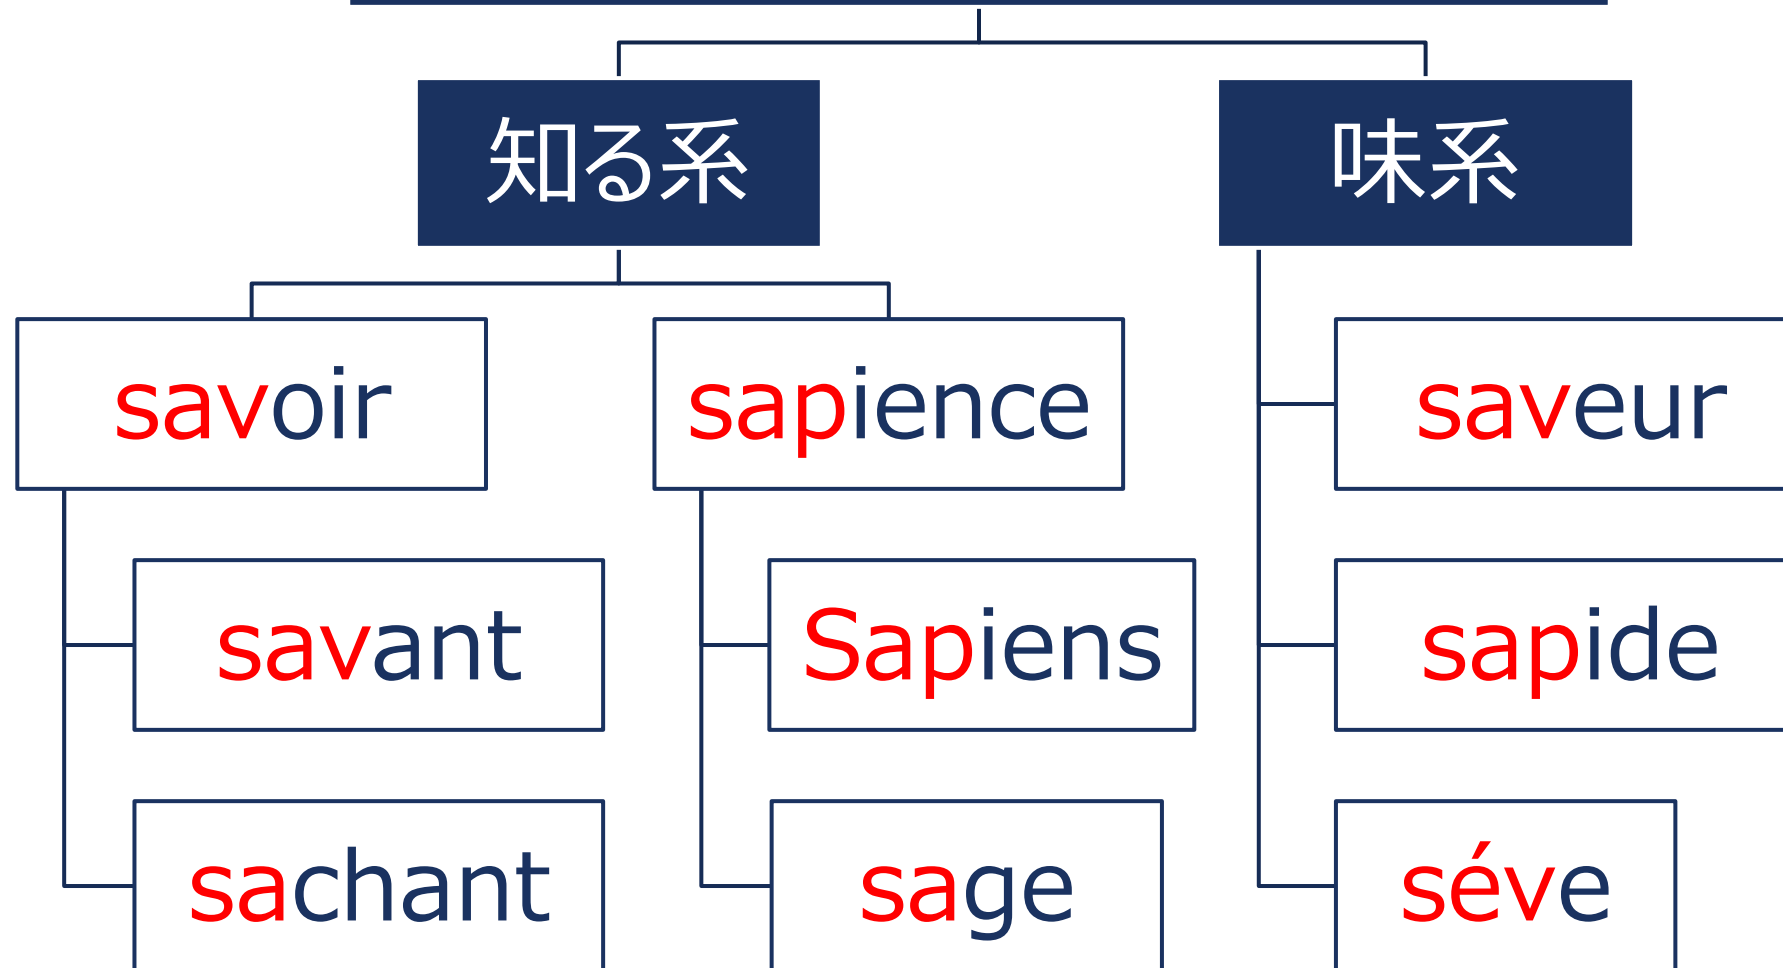 知る系
味系
savoir
sapience
saveur
savant
Sapiens
sapide
sachant
sage
séve